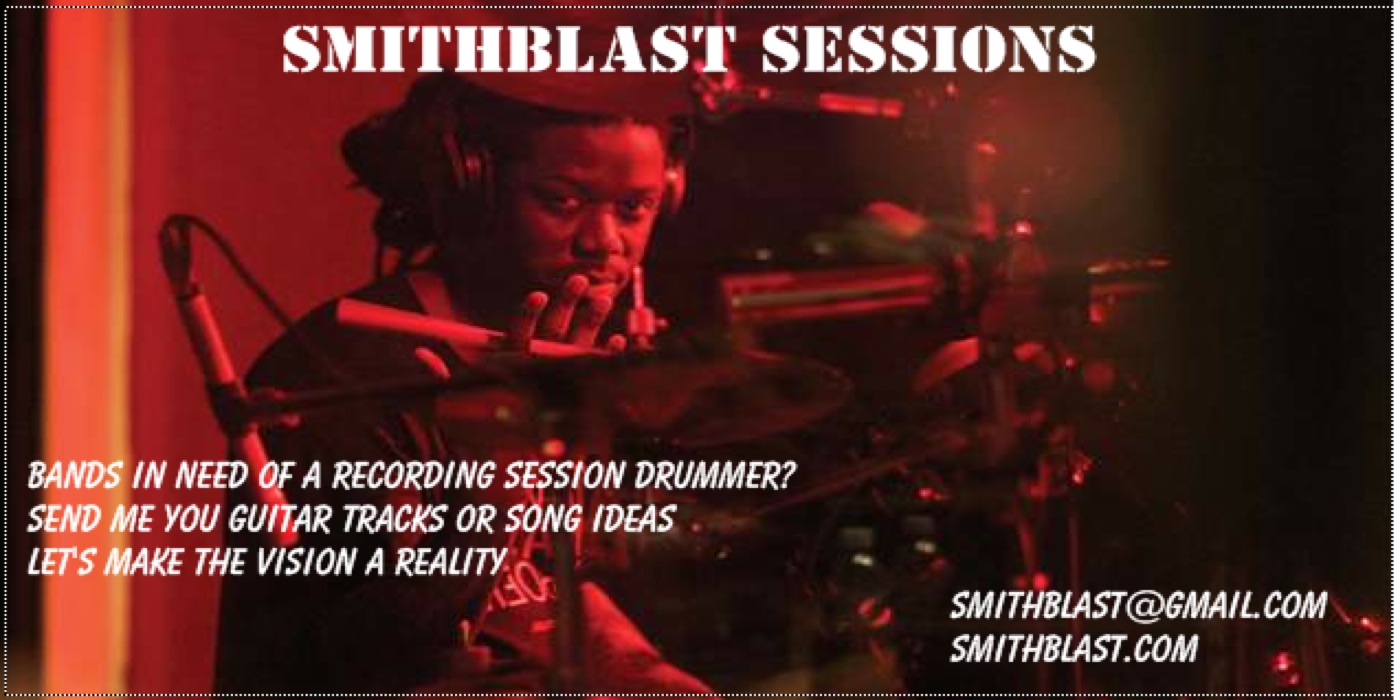 SMITHBLAST SESSIONS
BANDS IN NEED OF A RECORDING SESSION DRUMMER?
SEND ME YOU GUITAR TRACKS OR SONG IDEAS
LET'S MAKE THE VISION A REALITY
SMITHBLAST@GMAIL.COM
SMITHBLAST.COM